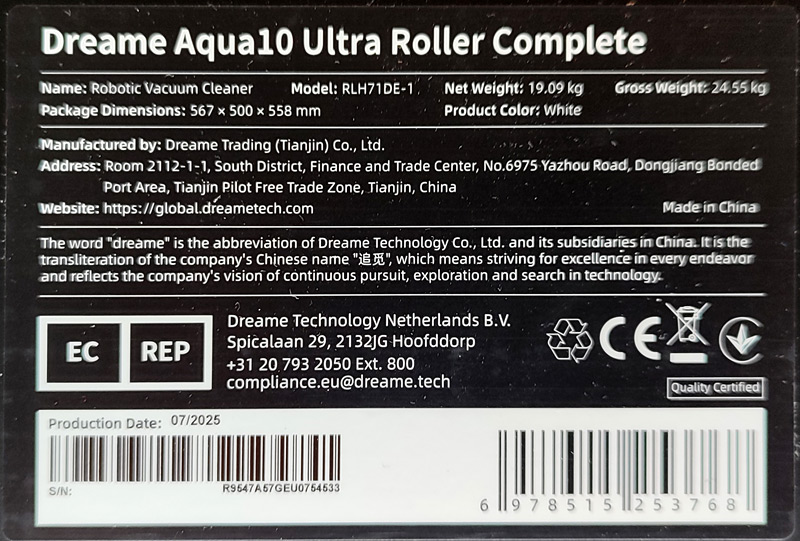 Dreame Aqua10 Ultra Roller Complete
Name: Robotic Vacuum Cleaner Model: RLH71DE-1 Net Weight: 19.09 kg Gross Weight: 24.55 kg
Package Dimensions: 567 × 500 × 558 mm Product Color: White
Manufactured by: Dreame Trading (Tianjin) Co., Ltd.
Address: Room 2112-1-1, South District, Finance and Trade Center, No.6975 Yazhou Road, Dongjiang Bonded
Port Area, Tianjin Pilot Free Trade Zone, Tianjin, China
Website: https://global.dreametech.com Made in China
The word "dreame" is the abbreviation of Dreame Technology Co., Ltd. and its subsidiaries in China. It is the
transliteration of the company's Chinese name "追觅", which means striving for excellence in every endeavor
and reflects the company's vision of continuous pursuit, exploration and search in technology.
EC REP
Dreame Technology Netherlands B.V.
Spicalaan 29, 2132JG Hoofddorp
+31 20 793 2050 Ext. 800
compliance.eu@dreame.tech
CE
Quality Certified
Production Date: 07/2025
S/N: R9547A57GEU0754533
6 978515 253768